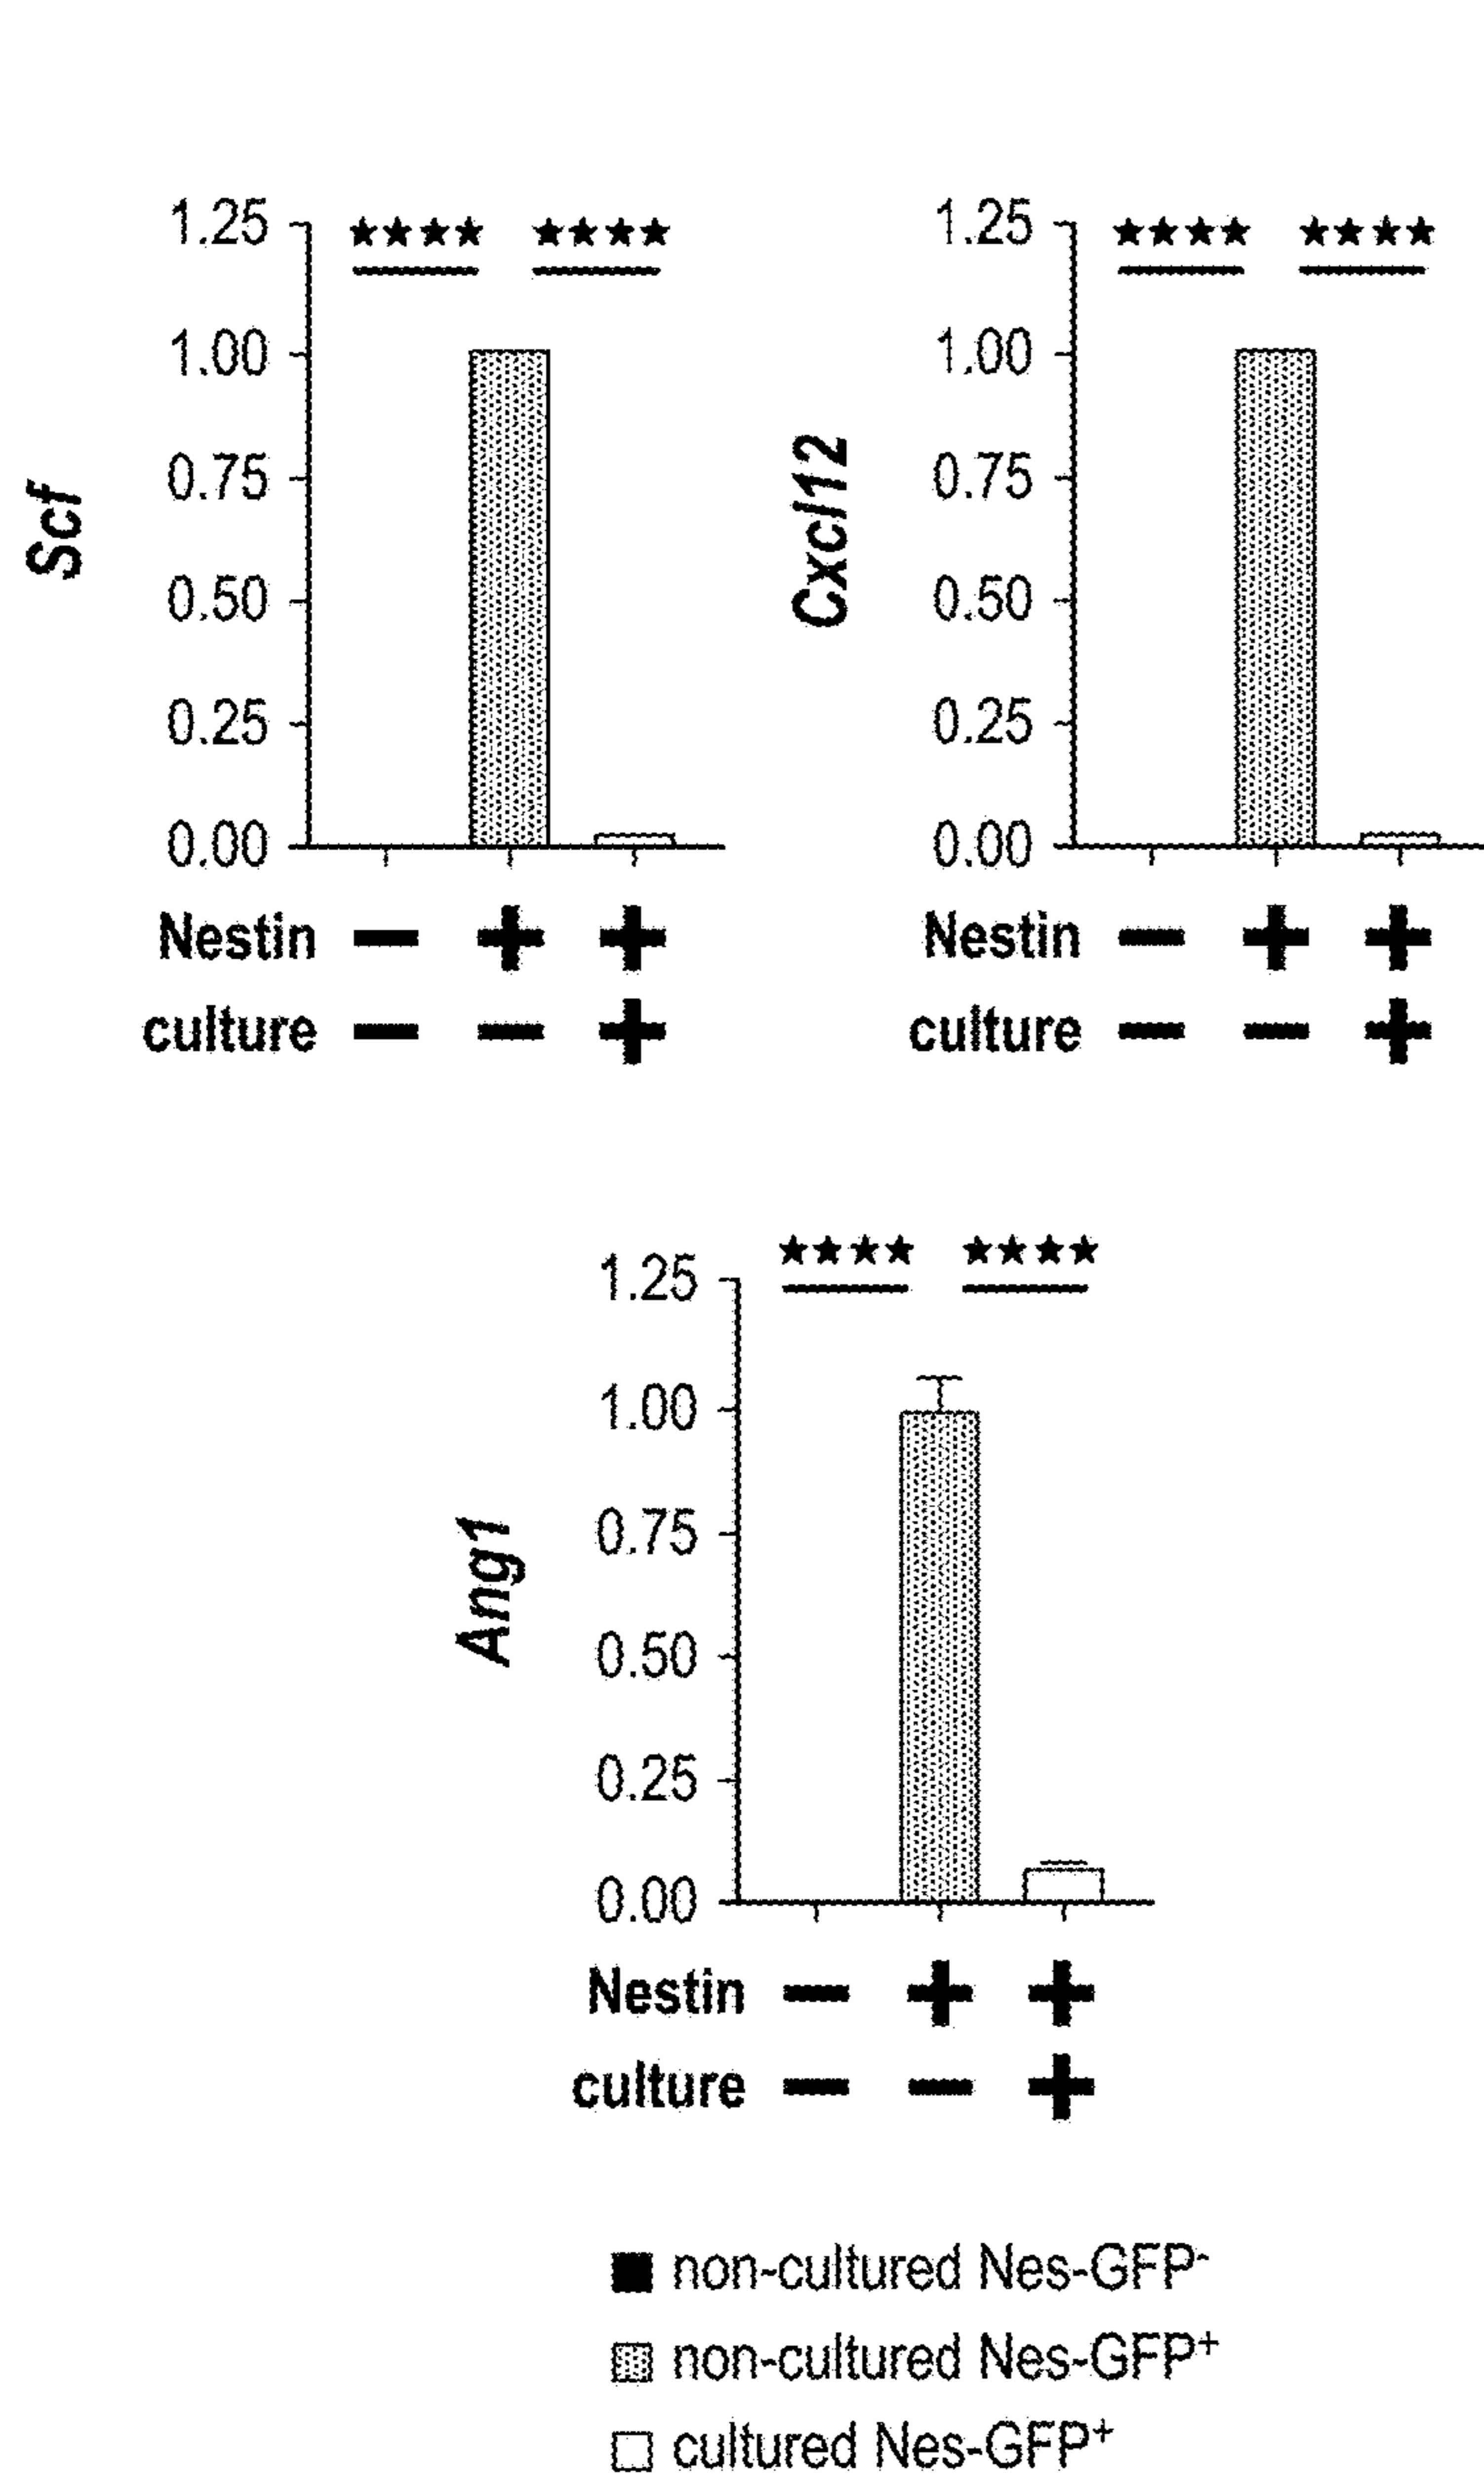 ★★★★ ★★★★ 
1.25
1.00
0.75
0.50
0.25
0.00
Scf
Nestin − + +
culture − − +
★★★★ ★★★★
1.25
1.00
0.75
0.50
0.25
0.00
Cxcl12
Nestin − + +
culture − − +
★★★★ ★★★★
1.25
1.00
0.75
0.50
0.25
0.00
Ang1
Nestin − + +
culture − − +
non-cultured Nes-GFP⁻
non-cultured Nes-GFP⁺
cultured Nes-GFP⁺